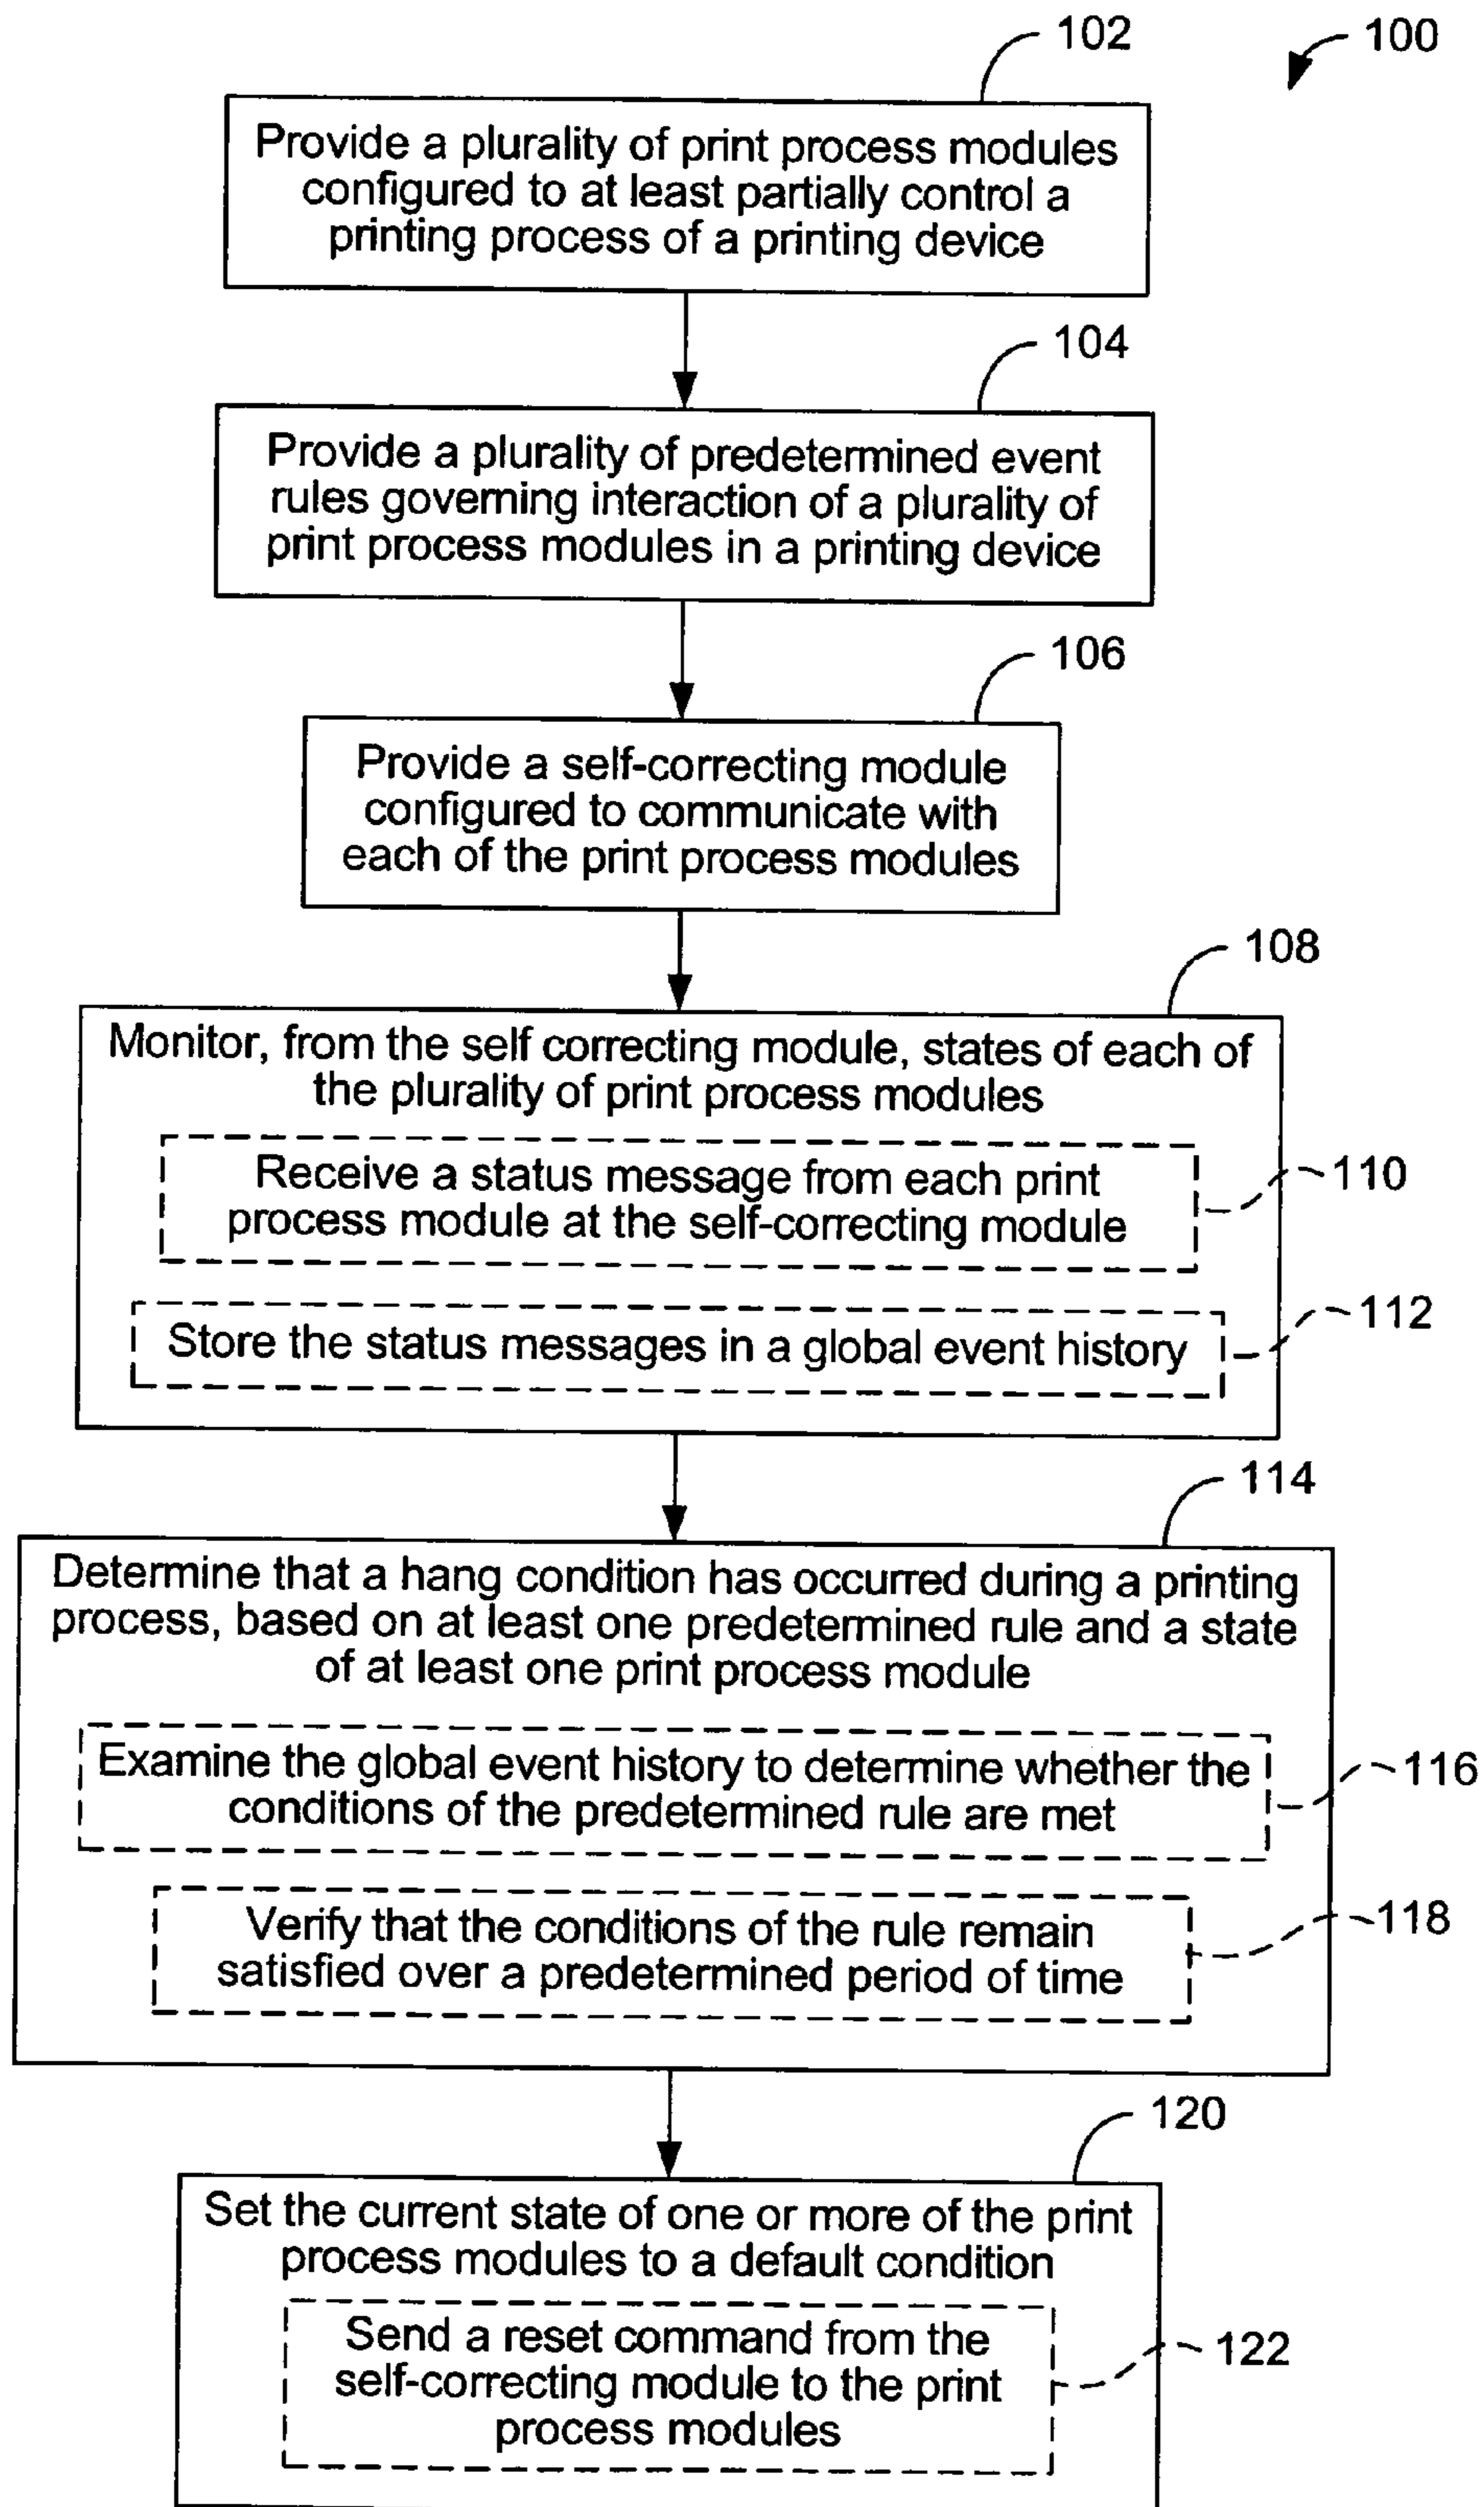 102
100
Provide a plurality of print process modules
configured to at least partially control a
printing process of a printing device
104
Provide a plurality of predetermined event
rules governing interaction of a plurality of
print process modules in a printing device
106
Provide a self-correcting module
configured to communicate with
each of the print process modules
108
Monitor, from the self correcting module, states of each of
the plurality of print process modules
Receive a status message from each print
process module at the self-correcting module
110
Store the status messages in a global event history
112
114
Determine that a hang condition has occurred during a printing
process, based on at least one predetermined rule and a state
of at least one print process module
Examine the global event history to determine whether the
conditions of the predetermined rule are met
116
Verify that the conditions of the rule remain
satisfied over a predetermined period of time
118
120
Set the current state of one or more of the print
process modules to a default condition
Send a reset command from the
self-correcting module to the print
process modules
122